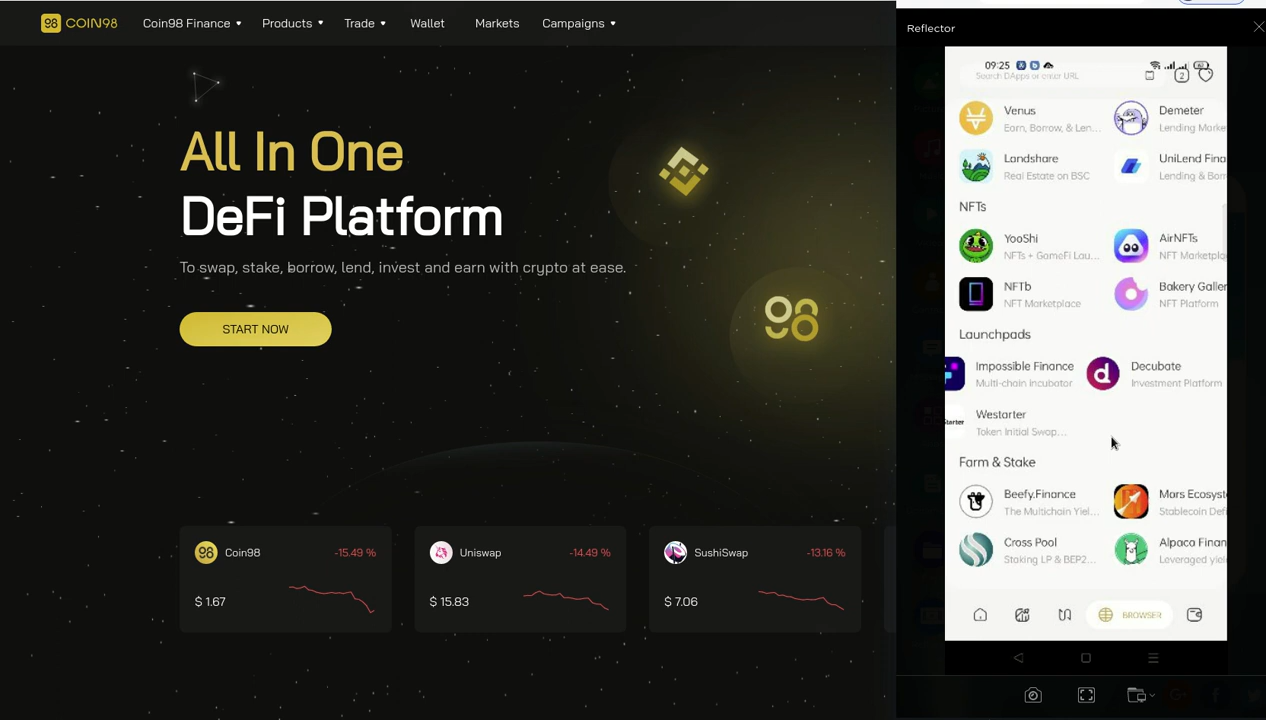 98 COIN98
Coin98 Finance
Products
Trade
Wallet
Markets
Campaigns
All In One
DeFi Platform
To swap, stake, borrow, lend, invest and earn with crypto at ease.
START NOW
98
Coin98
-15.49 %
$ 1.67
Uniswap
-14.49 %
$ 15.83
SushiSwap
-13.16 %
$ 7.06
Reflector
09:25
Search DApps or enter URL
2
Venus
Earn, Borrow, & Len...
Demeter
Lending Marke
Landshare
Real Estate on BSC
UniLend Fina
Lending & Borr
NFTs
YooShi
NFTs + GameFi Lau...
AirNFTs
NFT Marketpla
NFTb
NFT Marketplace
Bakery Galler
NFT Platform
Launchpads
Impossible Finance
Multi-chain Incubator
Decubate
Investment Platform
Westarter
Token Initial Swap...
Farm & Stake
Beefy.Finance
The Multichain Yiel...
Mars Ecosyst
Stablecoin Defi
Cross Pool
Staking LP & BEP2...
Alpaca Finan
Leveraged yiel
BROWSER